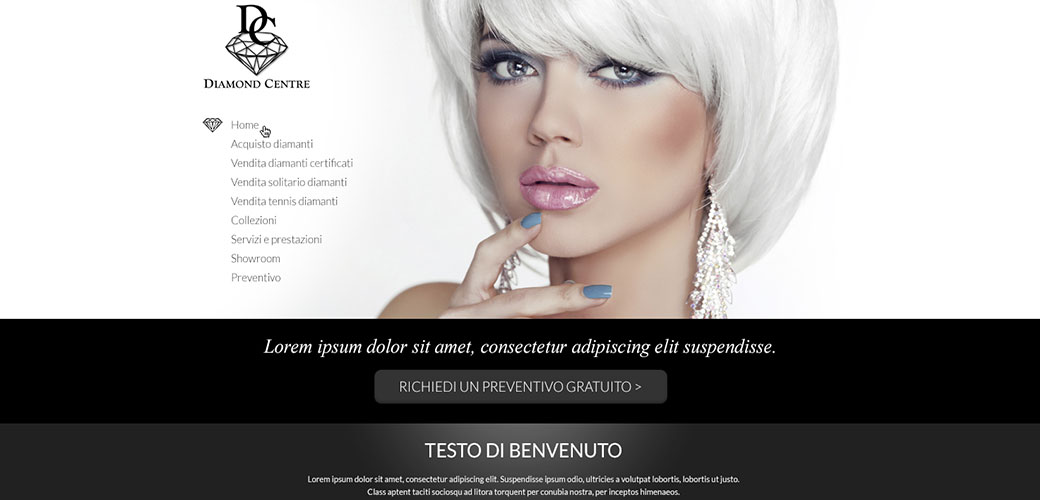 DC
DIAMOND CENTRE
Home
Acquisto diamanti
Vendita diamanti certificati
Vendita solitario diamanti
Vendita tennis diamanti
Collezioni
Servizi e prestazioni
Showroom
Preventivo
Lorem ipsum dolor sit amet, consectetur adipiscing elit suspendisse.
RICHIEDI UN PREVENTIVO GRATUITO >
TESTO DI BENVENUTO
Lorem ipsum dolor sit amet, consectetur adipiscing elit. Suspendisse ipsum odio, ultricies a volutpat lobortis, lobortis ut justo.
Class aptent taciti sociosqu ad litora torquent per conubia nostra, per inceptos himenaeos.